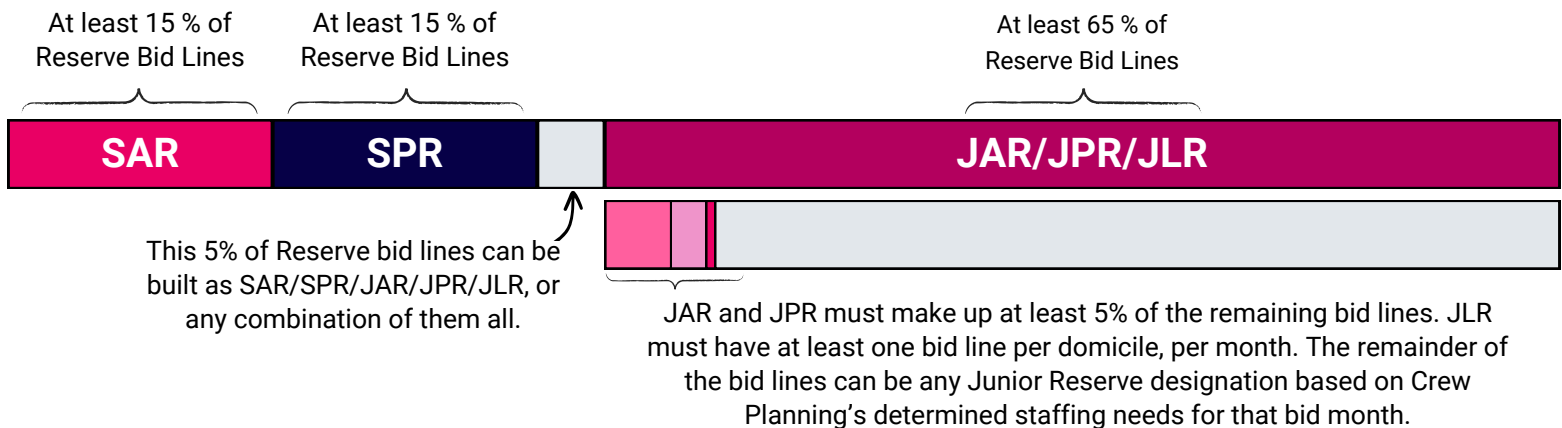 At least 15 % of
Reserve Bid Lines
At least 15 % of
Reserve Bid Lines
At least 65 % of
Reserve Bid Lines
SAR
SPR
JAR/JPR/JLR
This 5% of Reserve bid lines can be
built as SAR/SPR/JAR/JPR/JLR, or
any combination of them all.
JAR and JPR must make up at least 5% of the remaining bid lines. JLR
must have at least one bid line per domicile, per month. The remainder of
the bid lines can be any Junior Reserve designation based on Crew
Planning’s determined staffing needs for that bid month.